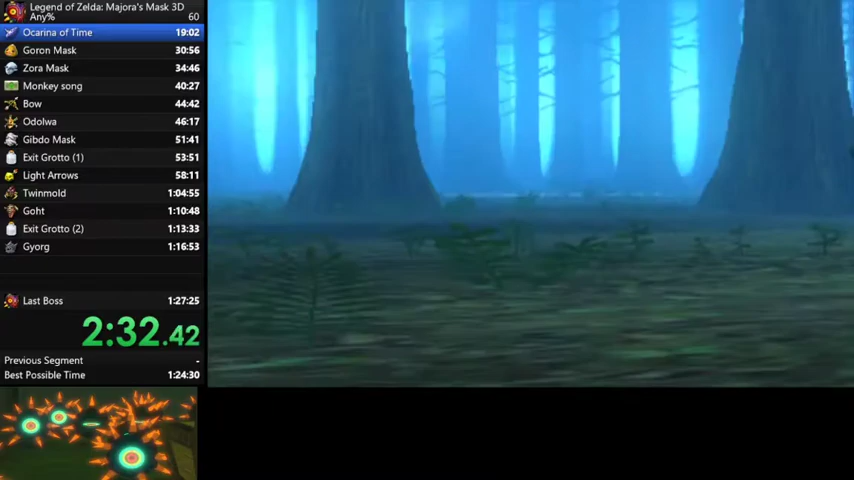 Legend of Zelda: Majora's Mask 3D
Any% 60
Ocarina of Time 19:02
Goron Mask 30:56
Zora Mask 34:46
Monkey song 40:27
Bow 44:42
Odolwa 46:17
Gibdo Mask 51:41
Exit Grotto (1) 53:51
Light Arrows 58:11
Twinmold 1:04:55
Goht 1:10:48
Exit Grotto (2) 1:13:33
Gyorg 1:16:53
Last Boss 1:27:25
2:32.42
Previous Segment -
Best Possible Time 1:24:30